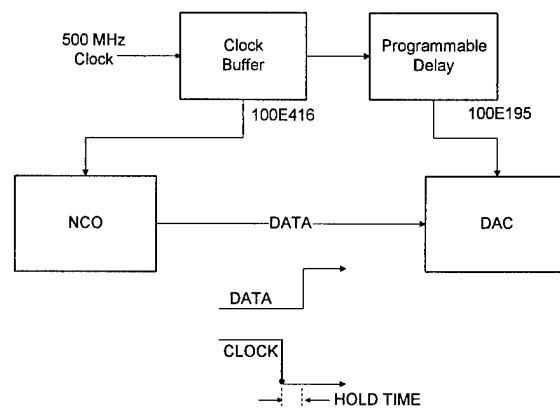 500 MHz
Clock
Clock
Buffer
Programmable
Delay
100E416
100E195
NCO
DATA
DAC
DATA
CLOCK
HOLD TIME